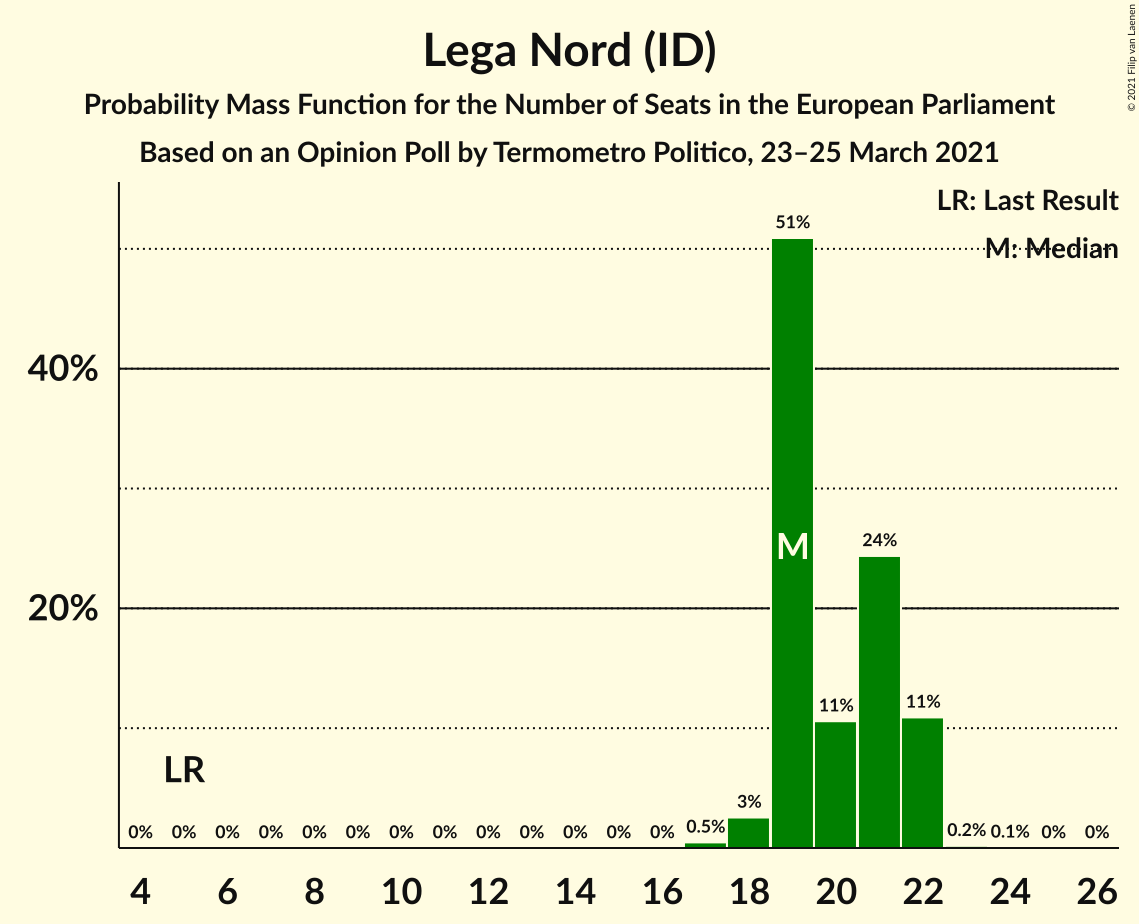 Lega Nord (ID)
Probability Mass Function for the Number of Seats in the European Parliament
Based on an Opinion Poll by Termometro Politico, 23–25 March 2021
© 2021 Filip van Laenen
LR: Last Result
M: Median
40%
20%
51%
M
24%
11%
11%
LR
3%
0% 0% 0% 0% 0% 0% 0% 0% 0% 0% 0% 0% 0% 0.5% 0.2% 0.1% 0% 0%
4 6 8 10 12 14 16 18 20 22 24 26